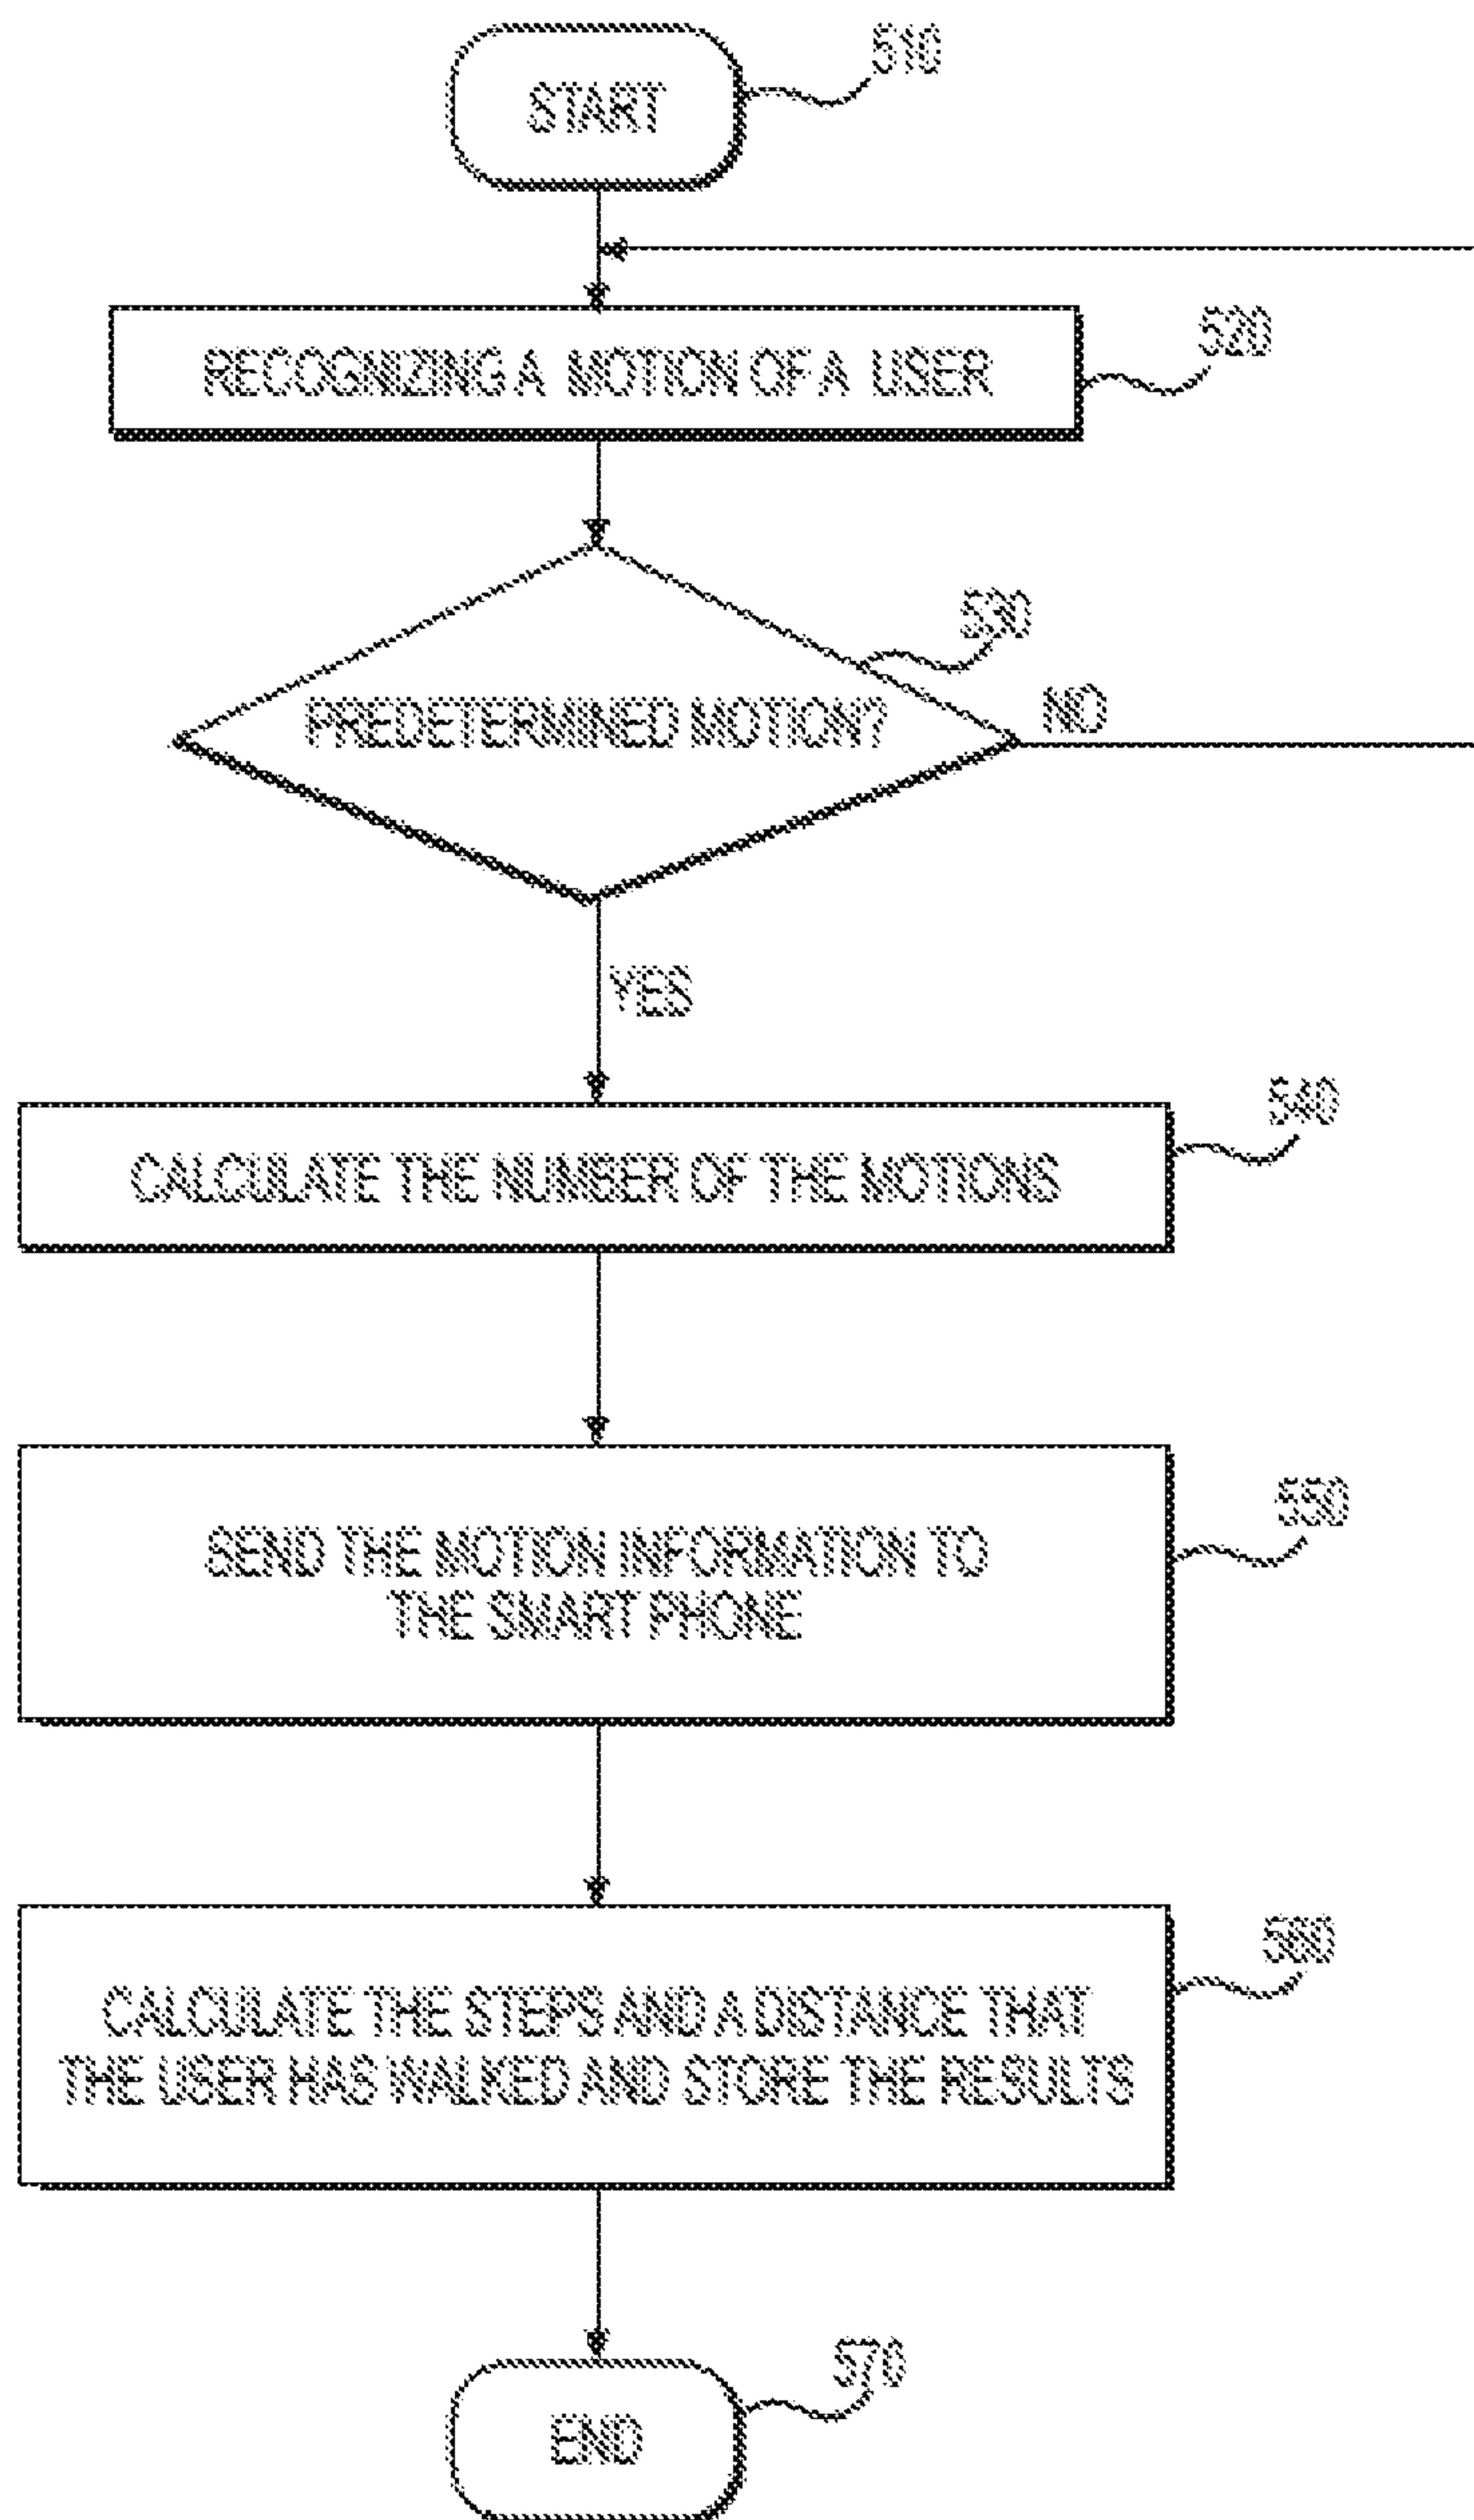 START
510
RECOGNIZING A MOTION OF A USER
520
PREDETERMINED MOTION?
530
NO
YES
CALCULATE THE NUMBER OF THE MOTIONS
540
SEND THE MOTION INFORMATION TO
THE SMART PHONE
550
CALCULATE THE STEPS AND A DISTANCE THAT
THE USER HAS WALKED AND STORE THE RESULTS
560
END
570